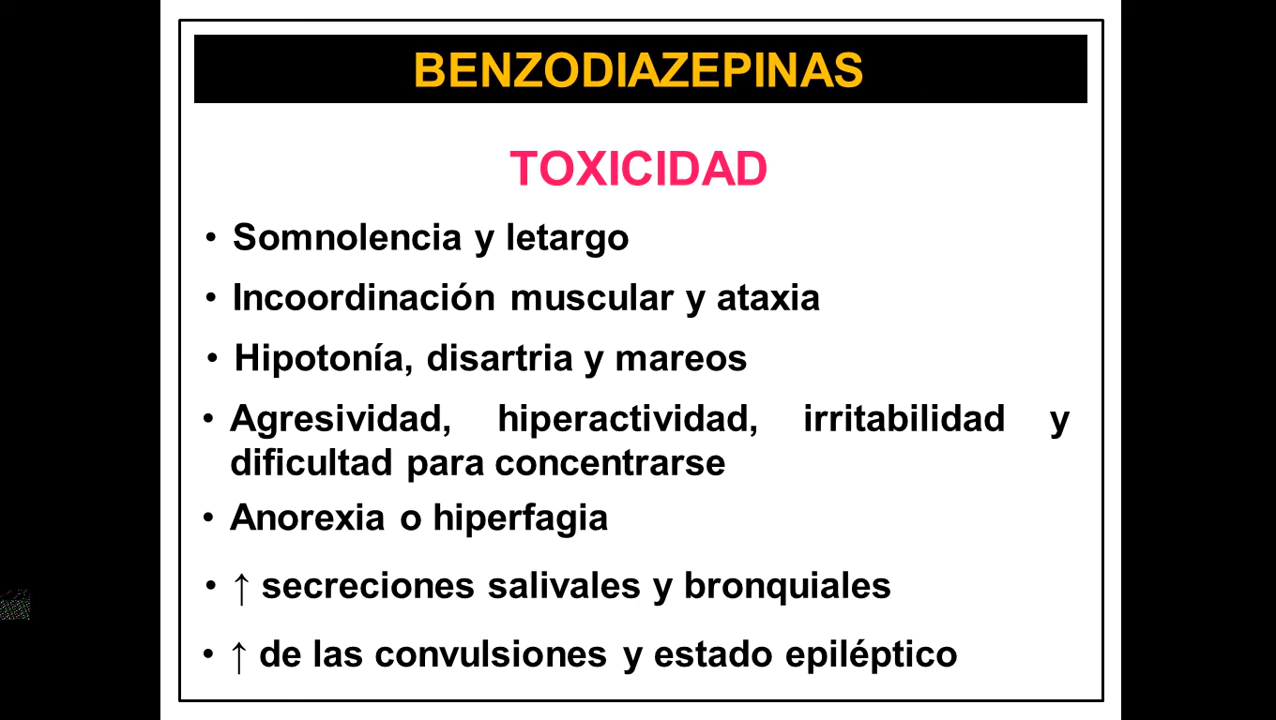 BENZODIAZEPINAS
TOXICIDAD
• Somnolencia y letargo
• Incoordinación muscular y ataxia
• Hipotonía, disartria y mareos
• Agresividad, hiperactividad, irritabilidad y
dificultad para concentrarse
• Anorexia o hiperfagia
• ↑ secreciones salivales y bronquiales
• ↑ de las convulsiones y estado epiléptico